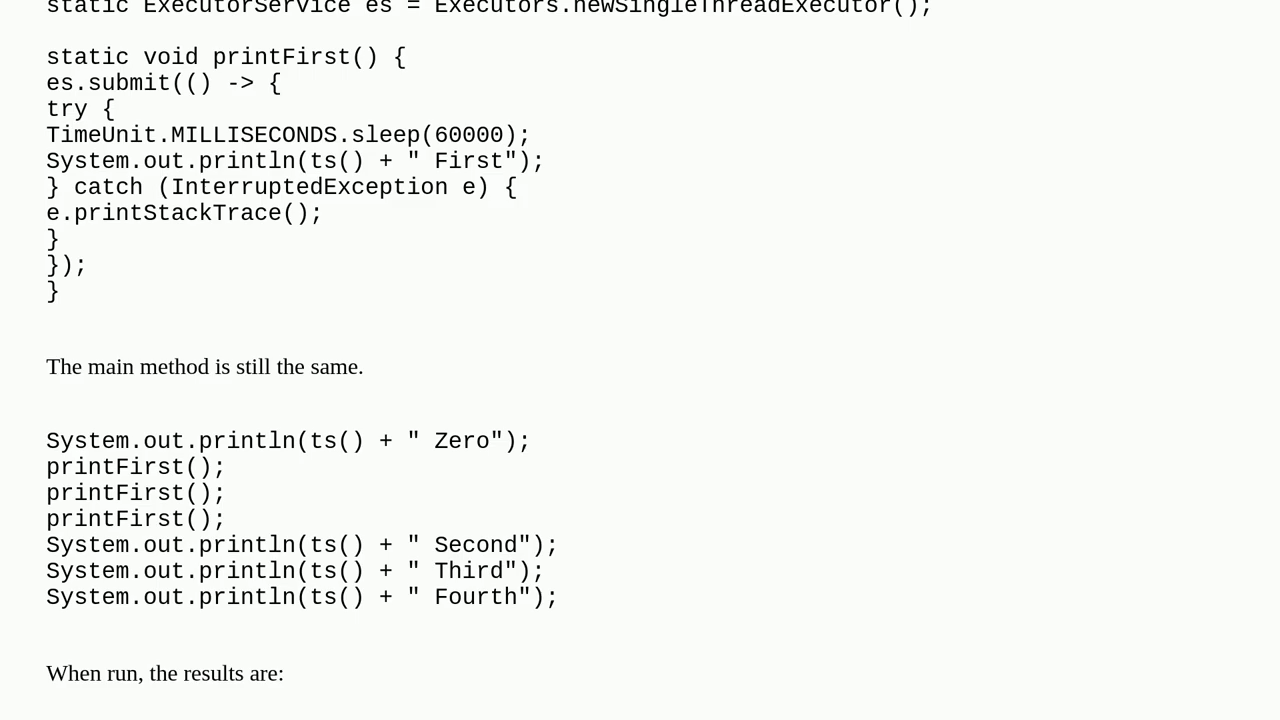 static ExecutorService es = Executors.newSingleThreadExecutor();
static void printFirst() {
es.submit(() -> {
try {
TimeUnit.MILLISECONDS.sleep(60000);
System.out.println(ts() + " First");
} catch (InterruptedException e) {
e.printStackTrace();
}
});
}
The main method is still the same.
System.out.println(ts() + " Zero");
printFirst();
printFirst();
printFirst();
System.out.println(ts() + " Second");
System.out.println(ts() + " Third");
System.out.println(ts() + " Fourth");
When run, the results are: